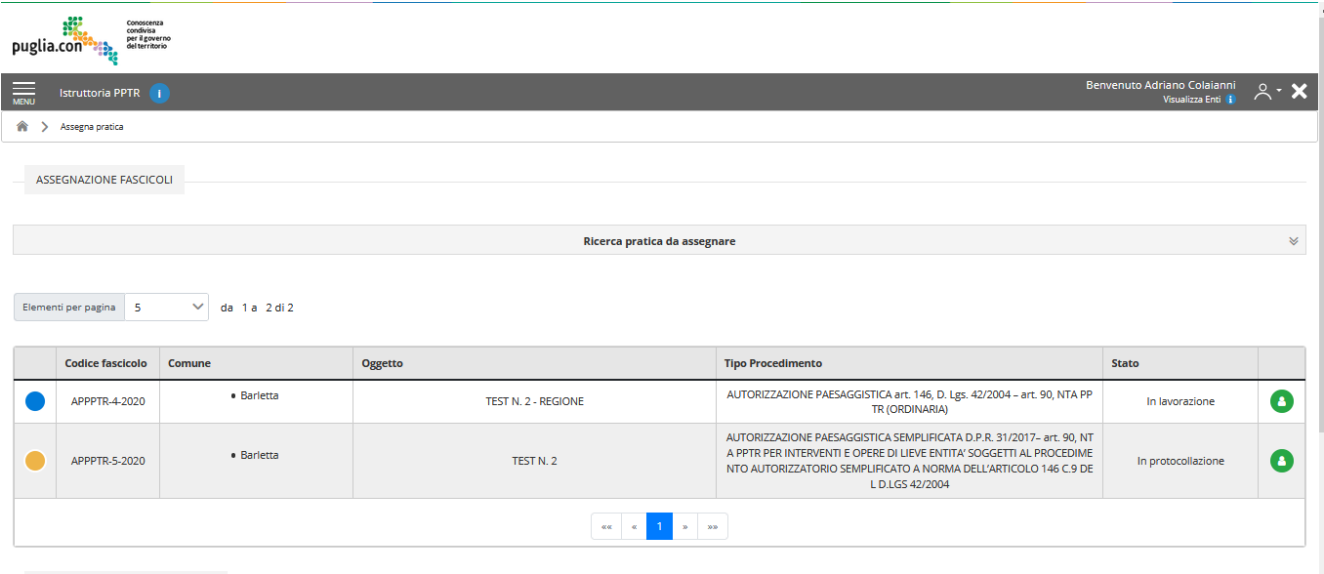 puglia.con
Conoscenza
condivisa
per il governo
del territorio
MENU
Istruttoria PPTR i
Benvenuto Adriano Colaianni
Visualizza Enti i
Assegna pratica
ASSEGNAZIONE FASCICOLI
Ricerca pratica da assegnare
Elementi per pagina 5 da 1 a 2 di 2
Codice fascicolo Comune Oggetto Tipo Procedimento Stato
APPPTR-4-2020 • Barletta TEST N. 2 - REGIONE
AUTORIZZAZIONE PAESAGGISTICA art. 146, D. Lgs. 42/2004 – art. 90, NTA PP
TR (ORDINARIA)
In lavorazione
APPPTR-5-2020 • Barletta TEST N. 2
AUTORIZZAZIONE PAESAGGISTICA SEMPLIFICATA D.P.R. 31/2017– art. 90, NT
A PPTR PER INTERVENTI E OPERE DI LIEVE ENTITA’ SOGGETTI AL PROCEDIME
NTO AUTORIZZATORIO SEMPLIFICATO A NORMA DELL’ARTICOLO 146 C.9 DE
L D.LGS 42/2004
In protocollazione
«« « 1 » »»